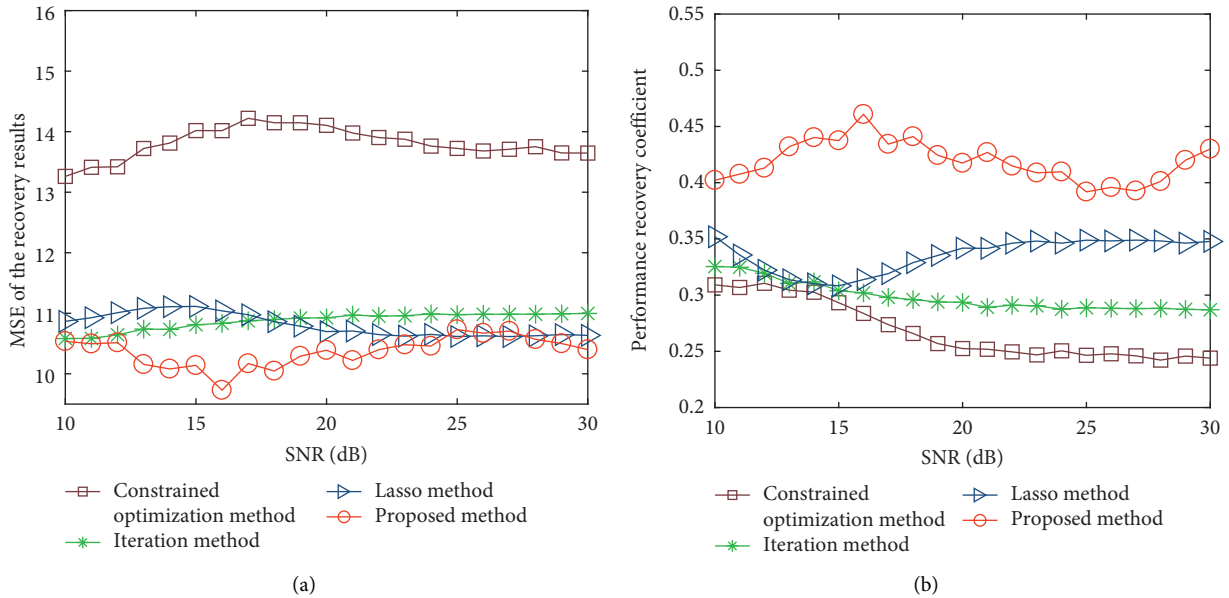 16
15
14
13
12
11
10
MSE of the recovery results
10
15
20
25
30
SNR (dB)
Constrained
optimization method
Iteration method
Lasso method
Proposed method
(a)
0.55
0.5
0.45
0.4
0.35
0.3
0.25
0.2
Performance recovery coefficient
10
15
20
25
30
SNR (dB)
Constrained
optimization method
Iteration method
Lasso method
Proposed method
(b)